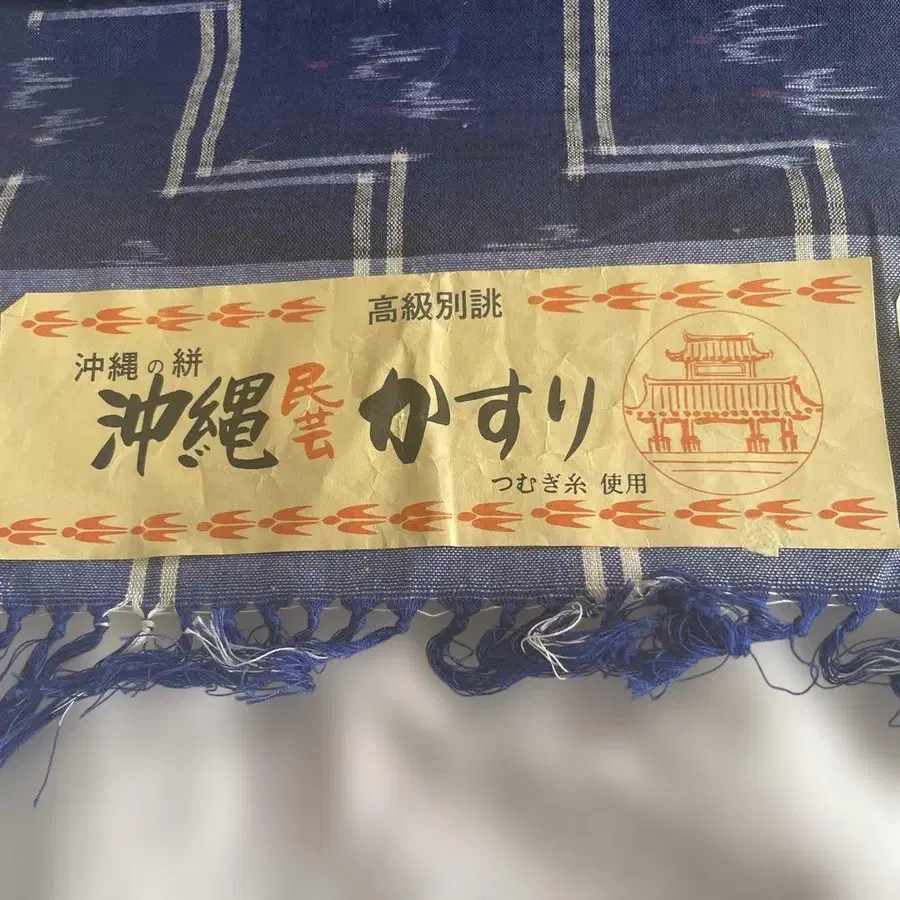 高級別誂
沖縄の絣
沖縄民芸かすり
つむぎ糸 使用